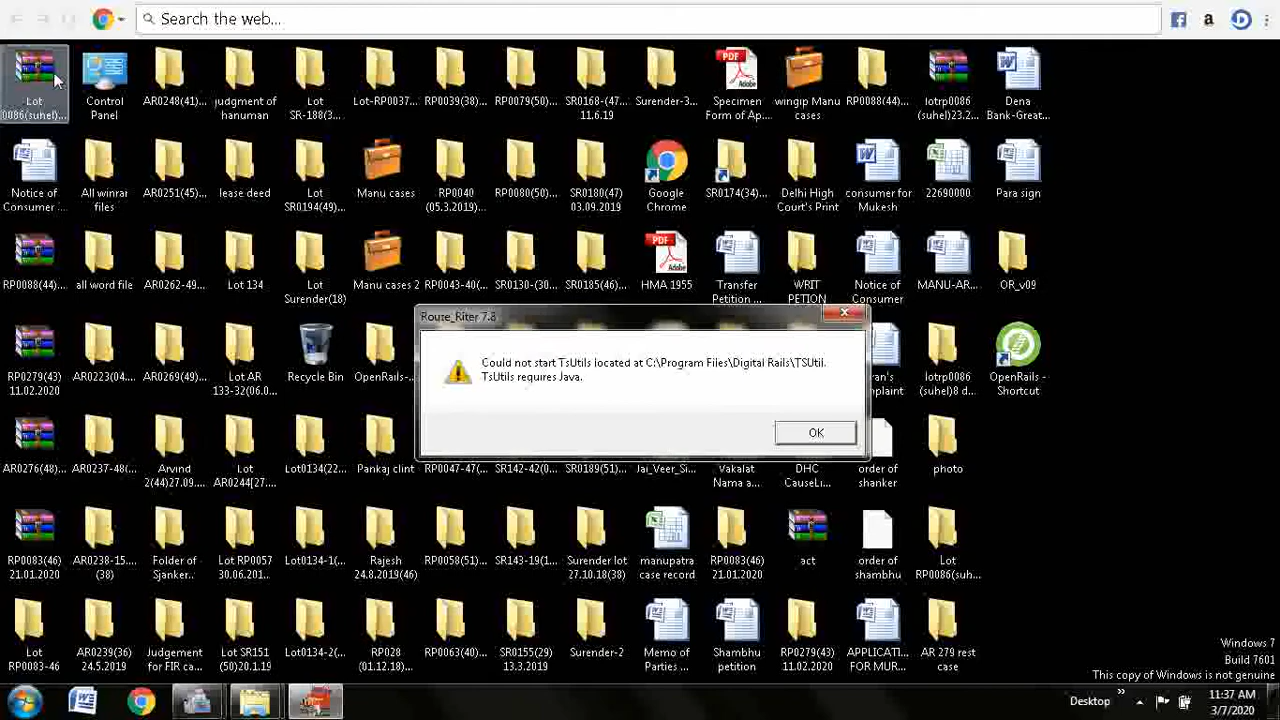 Search the web...
Lot
0086(suhel)...
Control
Panel
AR0248(41)...
judgment of
hanuman
Lot
SR-188(3...
Lot-RP0037...
RP0039(38)...
RP0079(50)...
SR0168-(47...
11.6.19
Surender-3...
Specimen
Form of Ap...
wingip Manu
cases
RP0088(44)...
lotrp0086
(suhel)23.2...
Dena
Bank-Great...
Notice of
Consumer ...
All winrar
files
AR0251(45)...
lease deed
Lot
SR0194(49)...
Manu cases
RP0040
(05.3.2019)...
RP0080(50)...
SR0180(47)
03.09.2019
Google
Chrome
SR0174(34)...
Delhi High
Court's Print
consumer for
Mukesh
22690000
Para sign
RP0088(44)...
all word file
AR0262-49...
Lot 134
Lot
Surender(18)
Manu cases 2
RP0043-40(...
SR0130-(30...
SR0185(46)...
HMA 1955
Transfer
Petition ...
WRIT
PETION
Notice of
Consumer
MANU-AR...
OR_v09
Route_Riter 7.8
Could not start TsUtils located at C:\Program Files\Digital Rails\TSUtil.
TsUtils requires Java.
OK
RP0279(43)
11.02.2020
AR0223(04...
AR0269(49)...
Lot AR
133-32(06.0...
Recycle Bin
OpenRails-...
lotrp0086
(suhel)8 d...
OpenRails -
Shortcut
AR0276(48)...
AR0237-48(...
Arvind
2(44)27.09....
Lot
AR0244[27....
Lot0134(22...
Pankaj clint
RP0047-47(...
SR142-42(0...
SR0189(51)...
Jai_Veer_Si...
Vakalat
Nama a...
DHC
CauseLi...
order of
shanker
photo
RP0083(46)
21.01.2020
AR0238-15....
(38)
Folder of
Sjanker..
Lot RP0057
30.06.201...
Lot0134-1(...
Rajesh
24.8.2019(46)
RP0058(51)...
SR143-19(1...
Surender lot
27.10.18(38)
manupatra
case record
RP0083(46)
21.01.2020
act
order of
shambhu
Lot
RP0086(suh...
Lot
RP0083-46
AR0239(36)
24.5.2019
Judgement
for FIR ca...
Lot SR151
(50)20.1.19
Lot0134-2(...
RP028
(01.12.18)...
RP0063(40)...
SR0155(29)
13.3.2019
Surender-2
Memo of
Parties ...
Shambhu
petition
RP0279(43)
11.02.2020
APPLICATI...
FOR MUR...
AR 279 rest
case
Windows 7
Build 7601
This copy of Windows is not genuine
Desktop
11:37 AM
3/7/2020